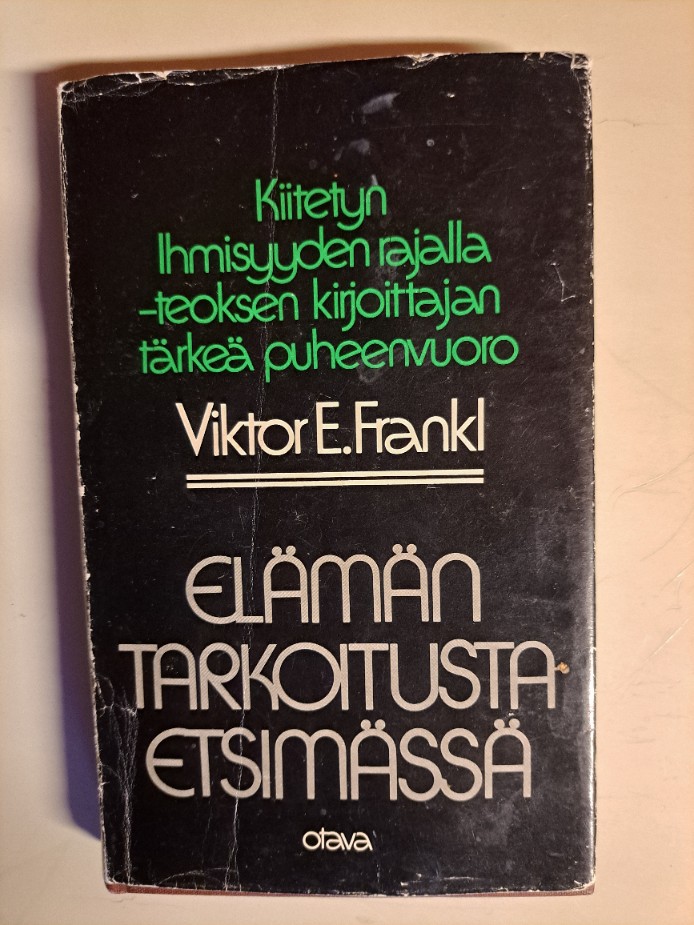 Kiitetyn
Ihmisyyden rajalla
-teoksen kirjoittajan
tärkeä puheenvuoro
Viktor E. Frankl
ELÄMÄN
TARKOITUSTA
ETSIMÄSSÄ
otava